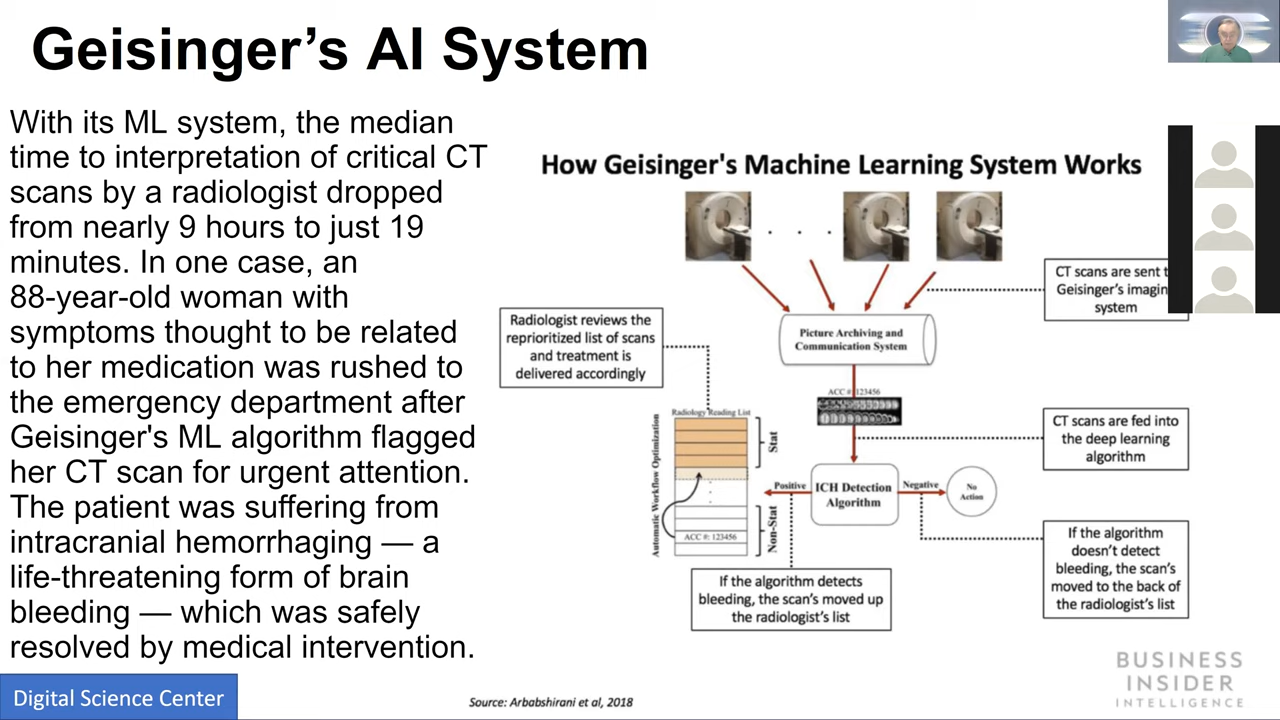 Geisinger’s AI System
With its ML system, the median
time to interpretation of critical CT
scans by a radiologist dropped
from nearly 9 hours to just 19
minutes. In one case, an
88-year-old woman with
symptoms thought to be related
to her medication was rushed to
the emergency department after
Geisinger's ML algorithm flagged
her CT scan for urgent attention.
The patient was suffering from
intracranial hemorrhaging — a
life-threatening form of brain
bleeding — which was safely
resolved by medical intervention.
Digital Science Center
How Geisinger's Machine Learning System Works
CT scans are sent t
Geisinger’s imagin
system
Picture Archiving and
Communication System
Radiologist reviews the
reprioritized list of scans
and treatment is
delivered accordingly
ACC #: 123456
CT scans are fed into
the deep learning
algorithm
Radiology Reading List
Automatic Workflow Optimization
Stat
Non-Stat
ACC #: 123456
Positive
ICH Detection
Algorithm
Negative
No
Action
If the algorithm
doesn’t detect
bleeding, the scan’s
moved to the back of
the radiologist’s list
If the algorithm detects
bleeding, the scan’s moved up
the radiologist’s list
Source: Arbabshirani et al, 2018
BUSINESS
INSIDER
INTELLIGENCE